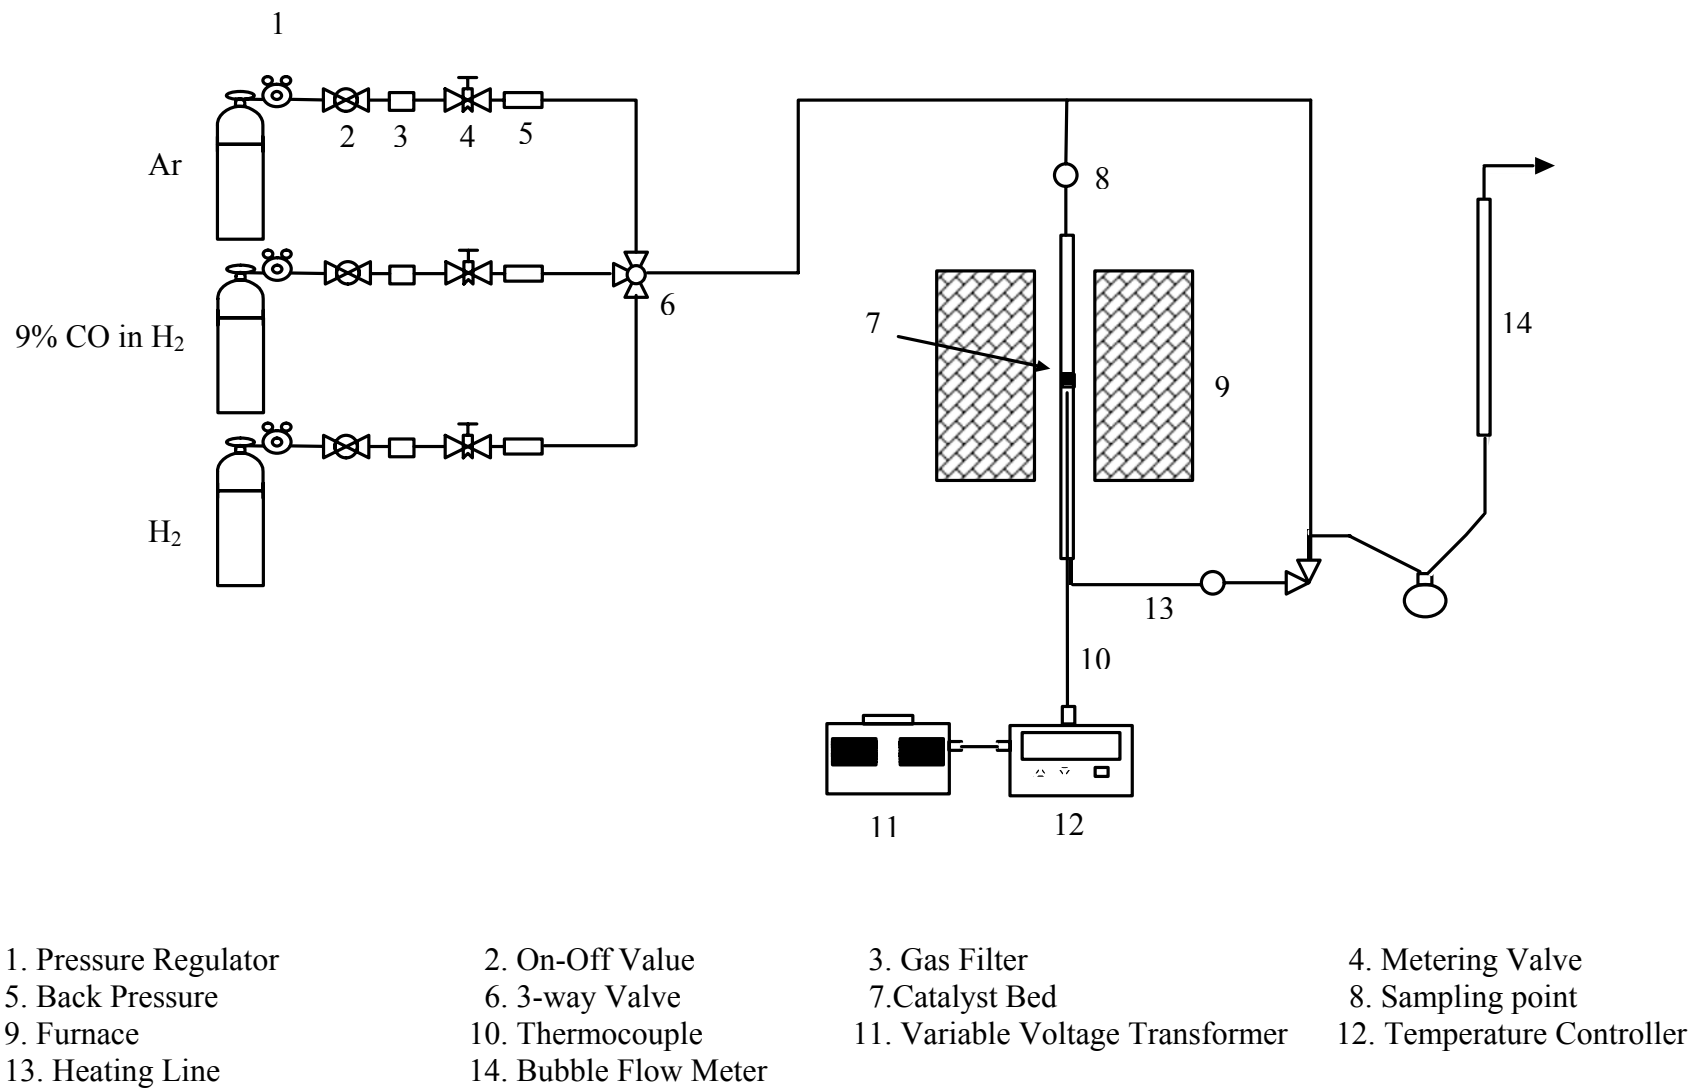 1
2 3 4 5
Ar
8
6
9% CO in H₂
7
14
9
H₂
13
10
11 12
1. Pressure Regulator 2. On-Off Value 3. Gas Filter 4. Metering Valve
5. Back Pressure 6. 3-way Valve 7.Catalyst Bed 8. Sampling point
9. Furnace 10. Thermocouple 11. Variable Voltage Transformer 12. Temperature Controller
13. Heating Line 14. Bubble Flow Meter